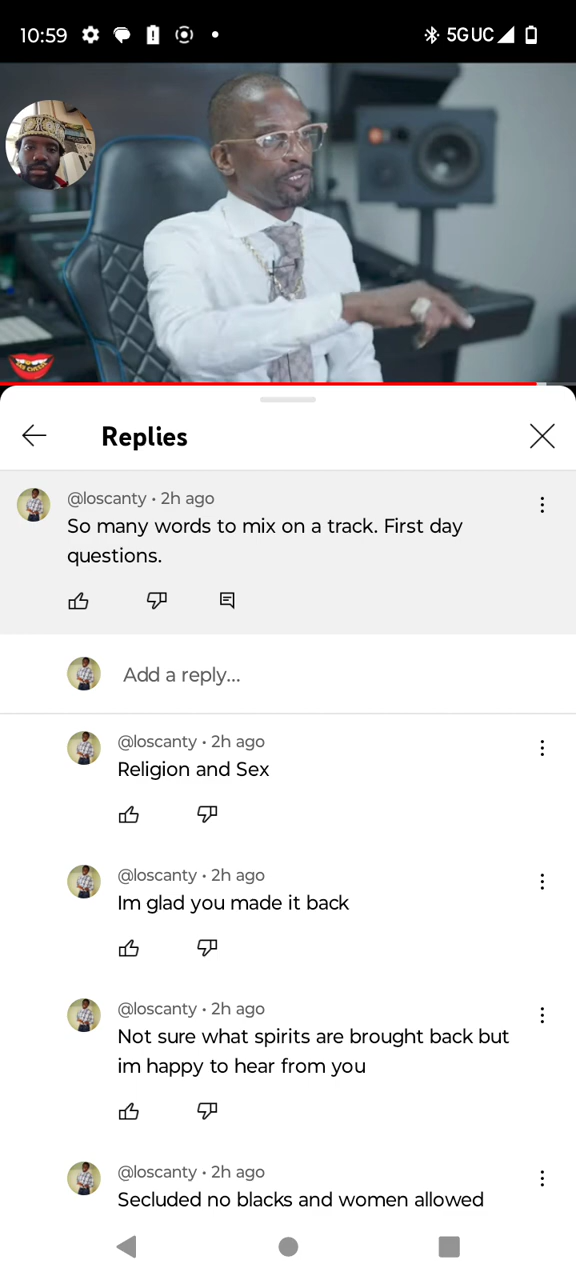 10:59
5G UC
Replies
@loscanty • 2h ago
So many words to mix on a track. First day
questions.
Add a reply...
@loscanty • 2h ago
Religion and Sex
@loscanty • 2h ago
Im glad you made it back
@loscanty • 2h ago
Not sure what spirits are brought back but
im happy to hear from you
@loscanty • 2h ago
Secluded no blacks and women allowed